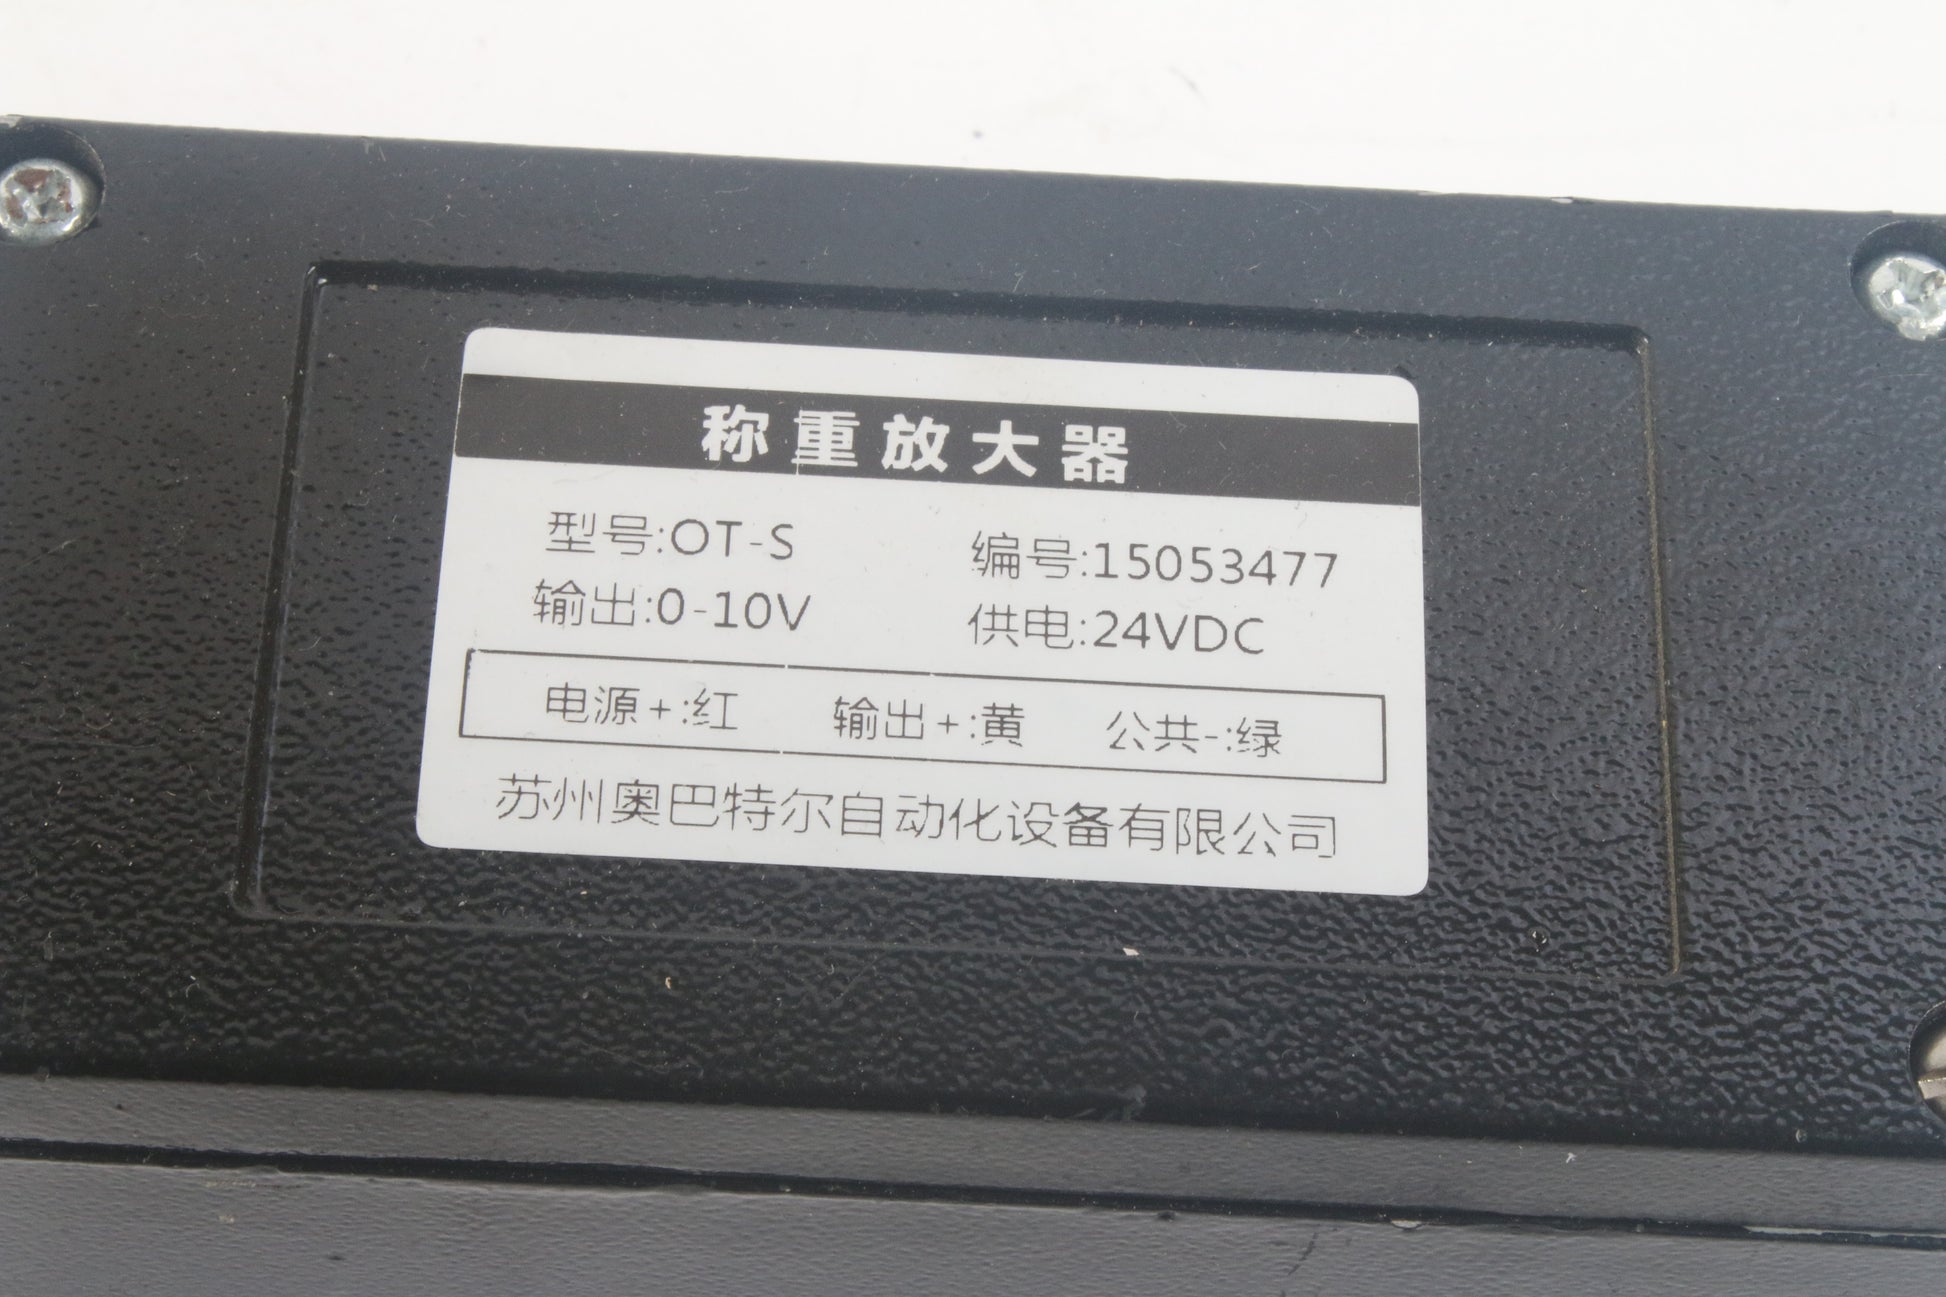 称重放大器
型号:OT-S 编号:15053477
输出:0-10V 供电:24VDC
电源+:红 输出+:黄 公共-:绿
苏州奥巴特尔自动化设备有限公司